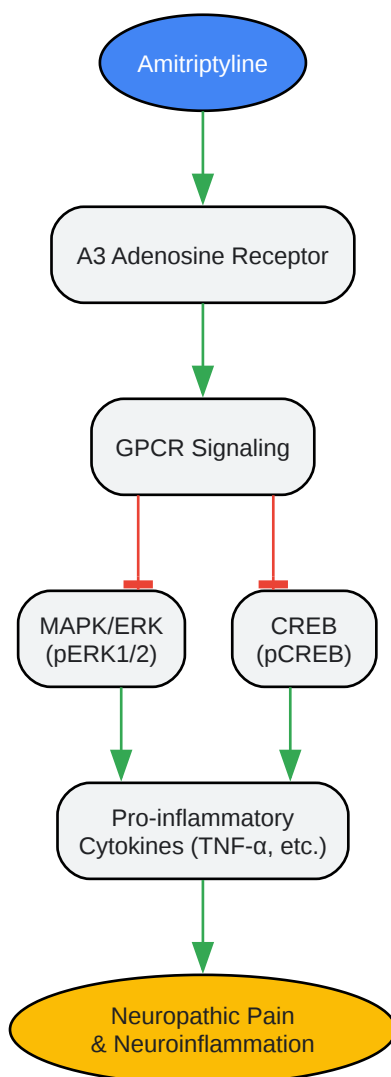 Amitriptyline
A3 Adenosine Receptor
GPCR Signaling
MAPK/ERK
(pERK1/2)
CREB
(pCREB)
Pro-inflammatory
Cytokines (TNF-α, etc.)
Neuropathic Pain
& Neuroinflammation